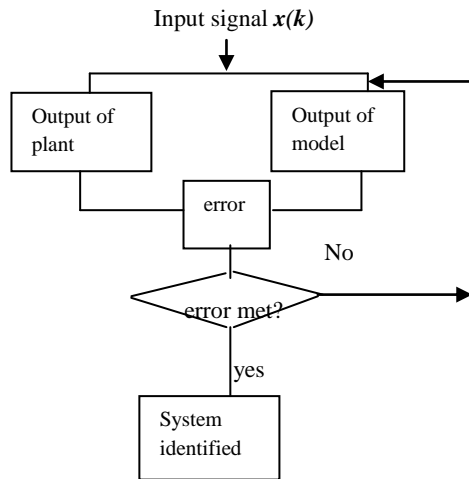 Input signal x(k)
Output of
plant
Output of
model
error
No
error met?
yes
System
identified